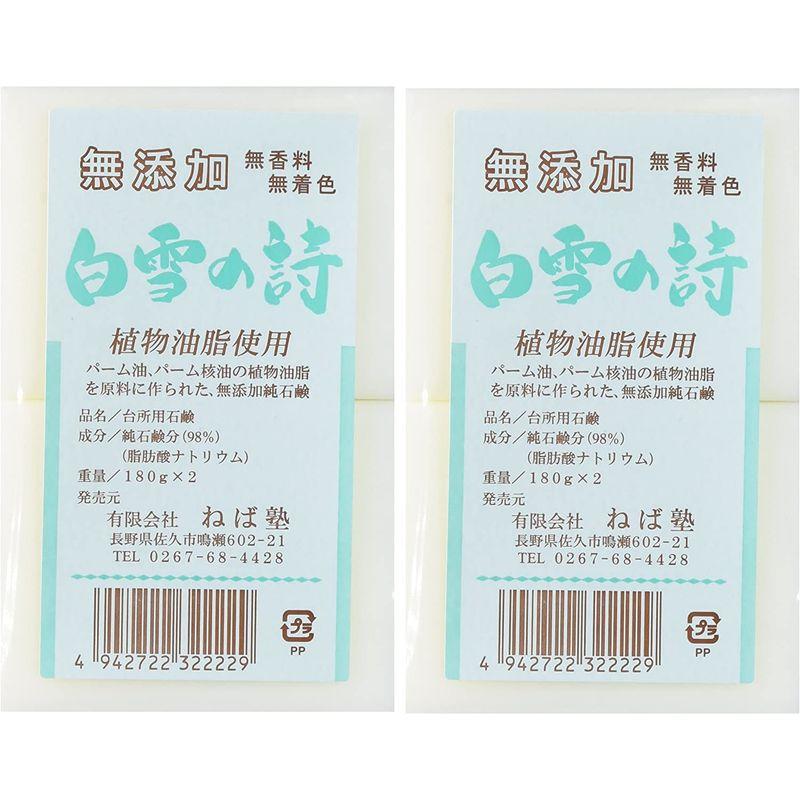 無添加 無香料
無着色
白雪の詩
植物油脂使用
パーム油、パーム核油の植物油脂
を原料に作られた、無添加純石鹸
品名／台所用石鹸
成分／純石鹸分(98%)
(脂肪酸ナトリウム)
重量／180g×2
発売元
有限会社 ねば塾
長野県佐久市鳴瀬602-21
TEL 0267-68-4428
4 942722 322229
プラ
PP
無添加 無香料
無着色
白雪の詩
植物油脂使用
パーム油、パーム核油の植物油脂
を原料に作られた、無添加純石鹸
品名／台所用石鹸
成分／純石鹸分(98%)
(脂肪酸ナトリウム)
重量／180g×2
発売元
有限会社 ねば塾
長野県佐久市鳴瀬602-21
TEL 0267-68-4428
4 942722 322229
プラ
PP